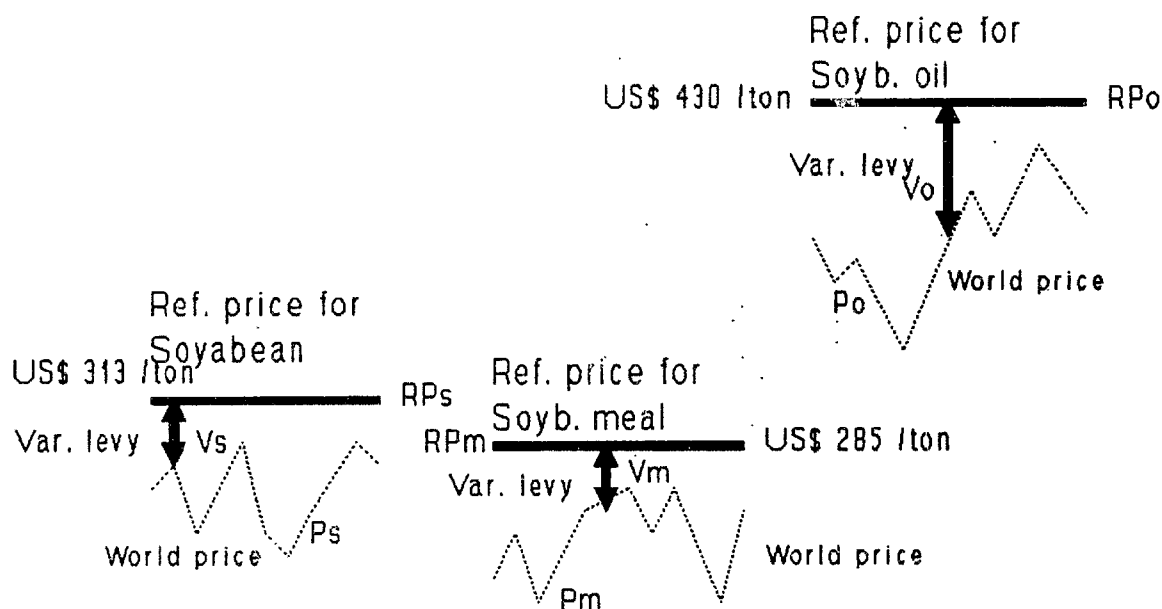 Ref. price for
Soyb. oil
US$ 430 /ton
RPo
Var. levy
Vo
World price
Po
Ref. price for
Soyabean
US$ 313 /ton
RPs
Var. levy
Vs
Ps
World price
Ref. price for
Soyb. meal
RPm
US$ 285 /ton
Var. levy
Vm
World price
Pm